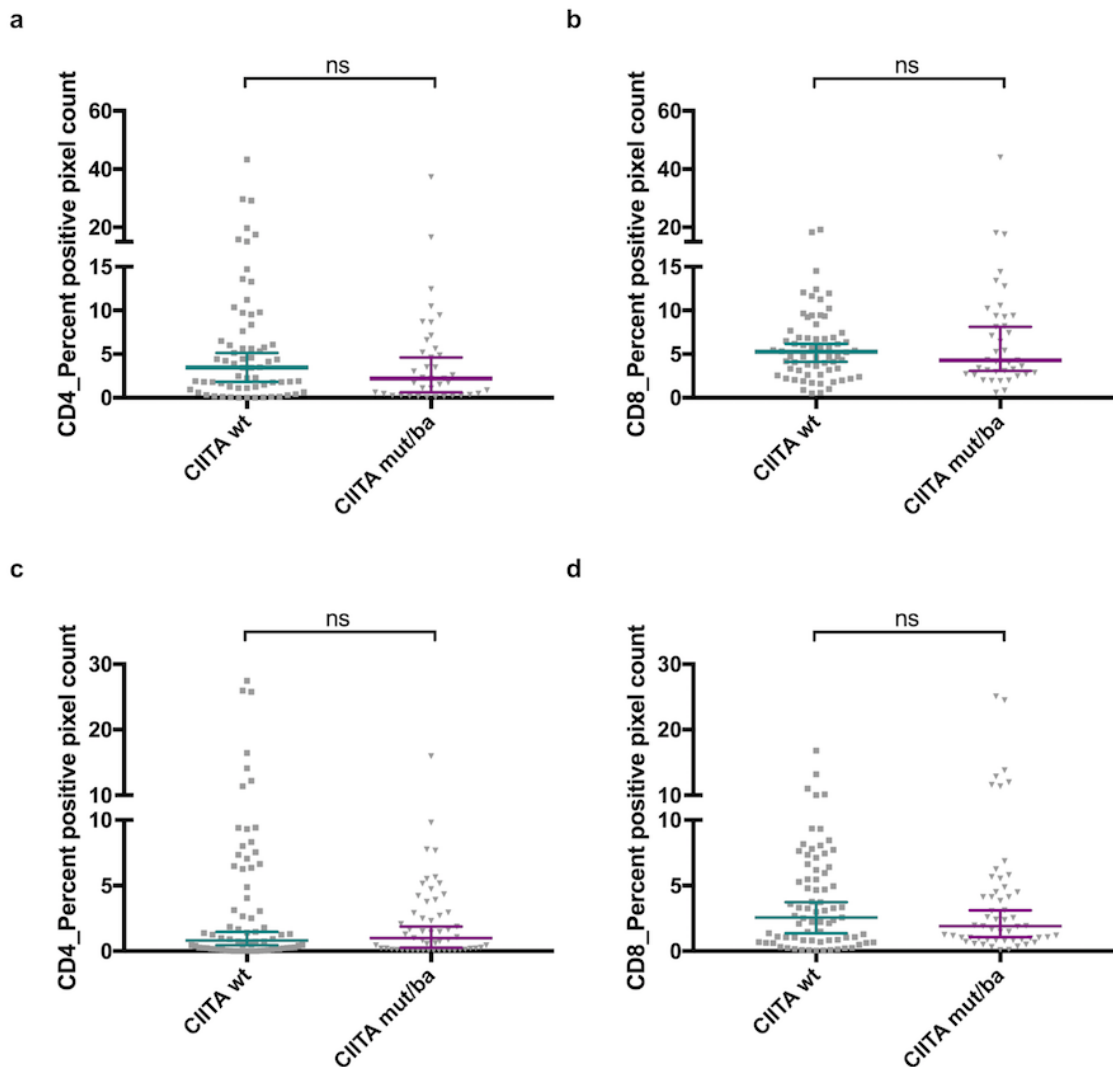 a
ns
CD4_Percent positive pixel count
60
40
20
15
10
5
0
CIITA wt
CIITA mut/ba
b
ns
CD8_Percent positive pixel count
60
40
20
15
10
5
0
CIITA wt
CIITA mut/ba
c
ns
CD4_Percent positive pixel count
30
20
10
10
5
0
CIITA wt
CIITA mut/ba
d
ns
CD8_Percent positive pixel count
30
20
10
10
5
0
CIITA wt
CIITA mut/ba